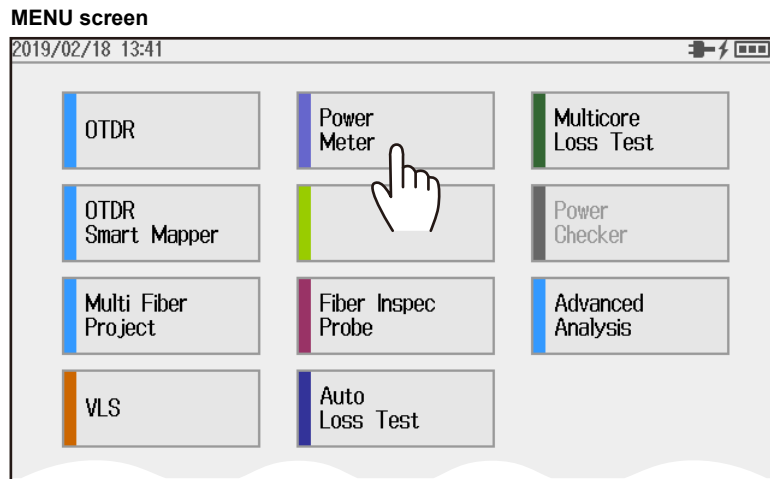 MENU screen
2019/02/18 13:41
OTDR
Power
Meter
Multicore
Loss Test
OTDR
Smart Mapper
Power
Checker
Multi Fiber
Project
Fiber Inspec
Probe
Advanced
Analysis
VLS
Auto
Loss Test